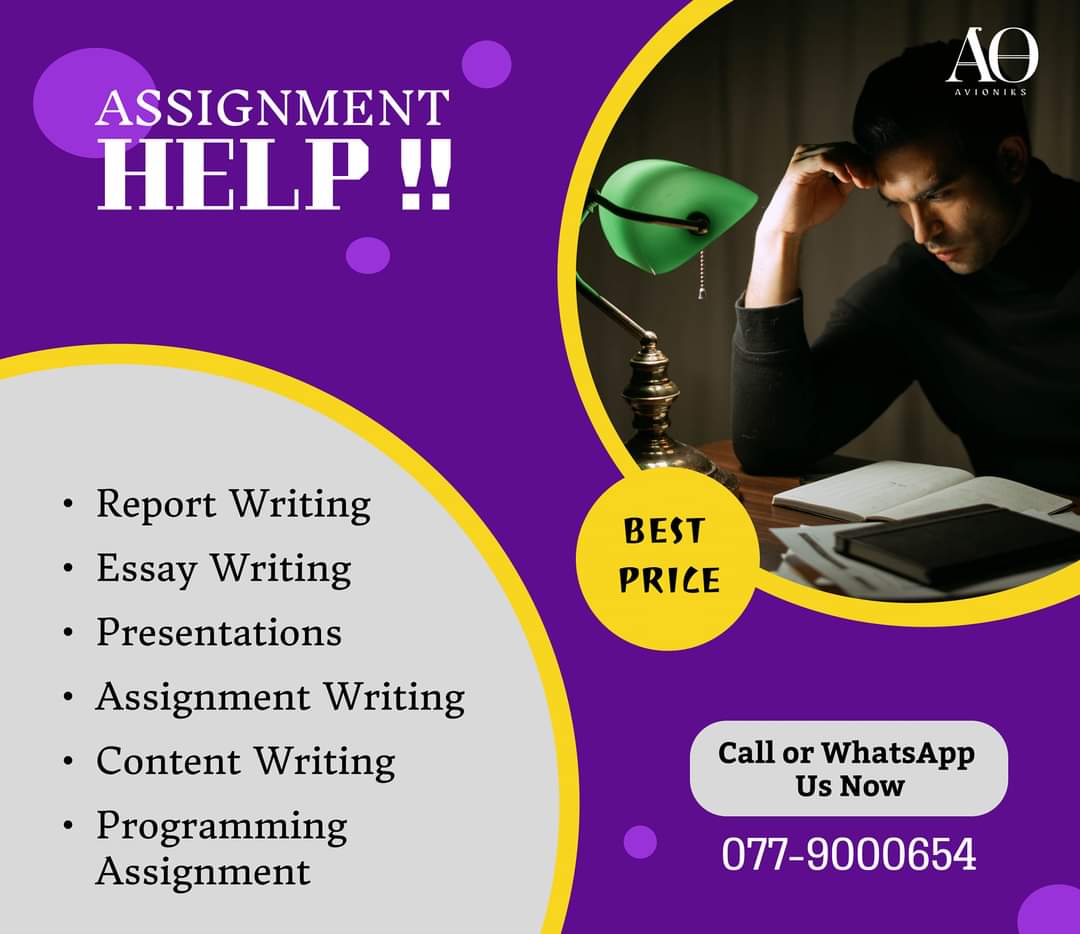 ASSIGNMENT
HELP !!
AO
AVIONIKS
BEST
PRICE
• Report Writing
• Essay Writing
• Presentations
• Assignment Writing
• Content Writing
• Programming
Assignment
Call or WhatsApp
Us Now
077-9000654